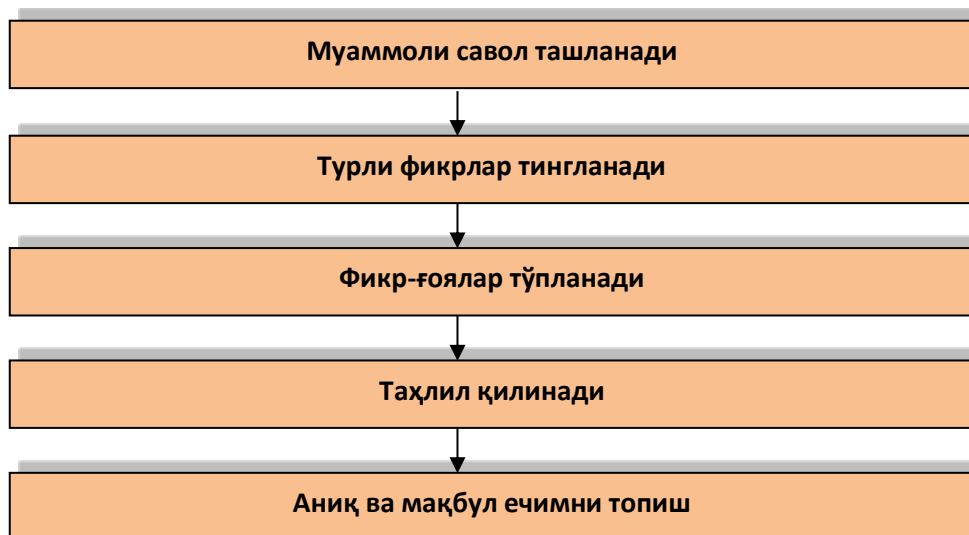 Муаммоли савол ташланади
Турли фикрлар тингланади
Фикр-ғоялар тўпланади
Таҳлил қилинади
Аниқ ва мақбул ечимни топиш